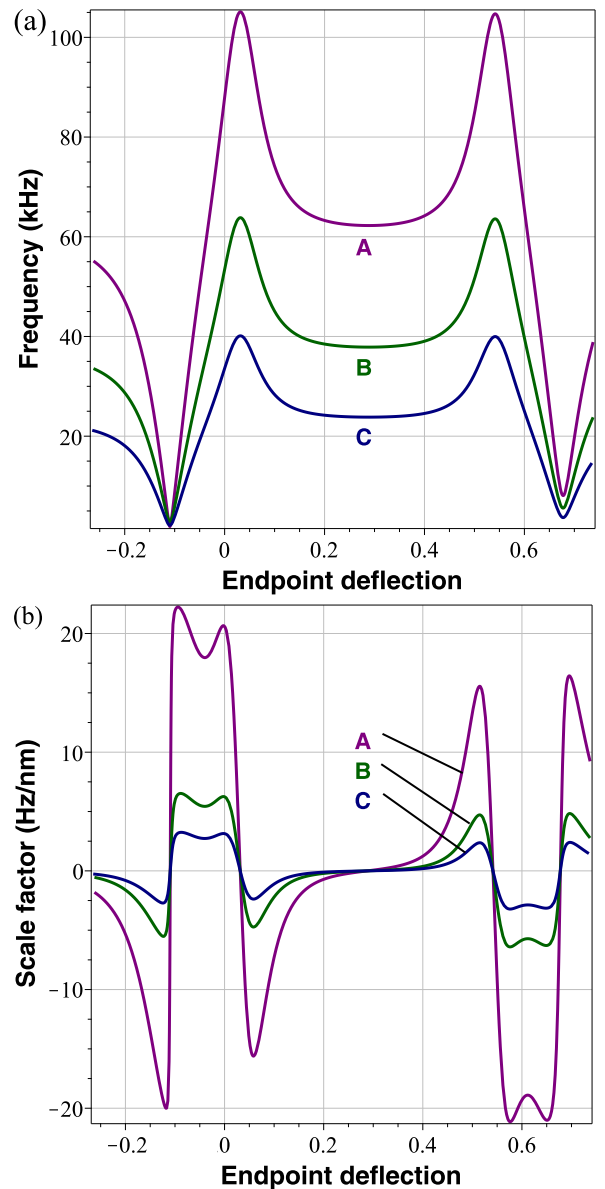 (a)
100
80
60
40
20
Frequency (kHz)
A
B
C
−0.2 0 0.2 0.4 0.6
Endpoint deflection
(b)
20
10
0
−10
−20
Scale factor (Hz/nm)
A
B
C
−0.2 0 0.2 0.4 0.6
Endpoint deflection